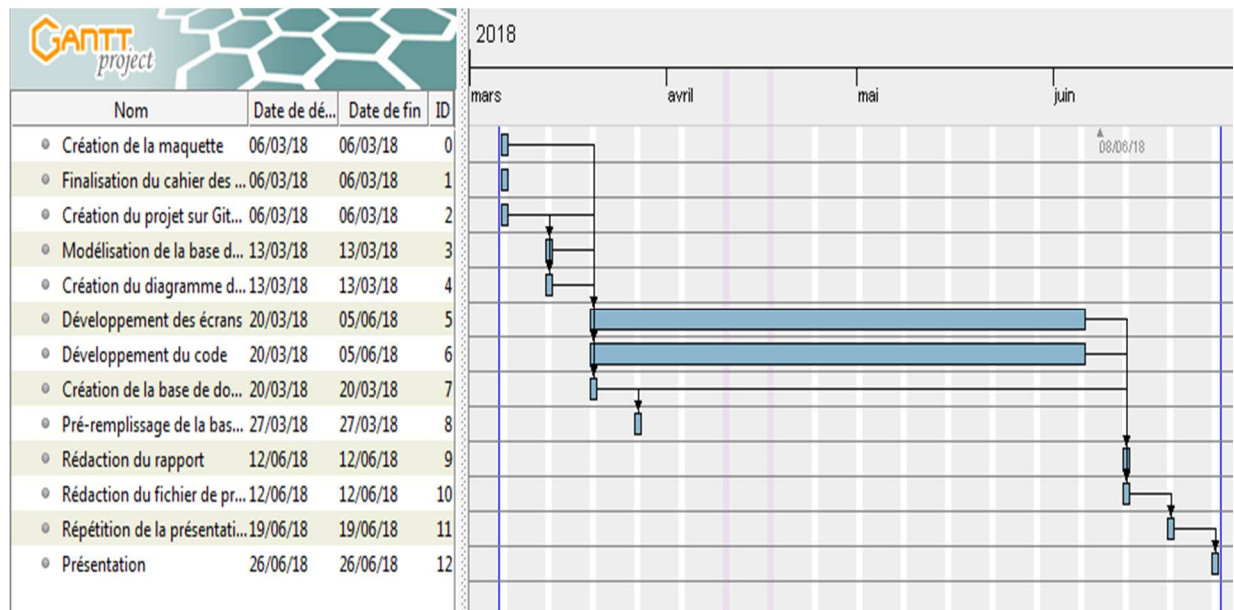 GANTT
project
2018
mars avril mai juin
Nom Date de dé... Date de fin ID
Création de la maquette 06/03/18 06/03/18 0
08/06/18
Finalisation du cahier des ... 06/03/18 06/03/18 1
Création du projet sur Git... 06/03/18 06/03/18 2
Modélisation de la base d... 13/03/18 13/03/18 3
Création du diagramme d... 13/03/18 13/03/18 4
Développement des écrans 20/03/18 05/06/18 5
Développement du code 20/03/18 05/06/18 6
Création de la base de do... 20/03/18 20/03/18 7
Pré-remplissage de la bas... 27/03/18 27/03/18 8
Rédaction du rapport 12/06/18 12/06/18 9
Rédaction du fichier de pr... 12/06/18 12/06/18 10
Répétition de la présentati... 19/06/18 19/06/18 11
Présentation 26/06/18 26/06/18 12